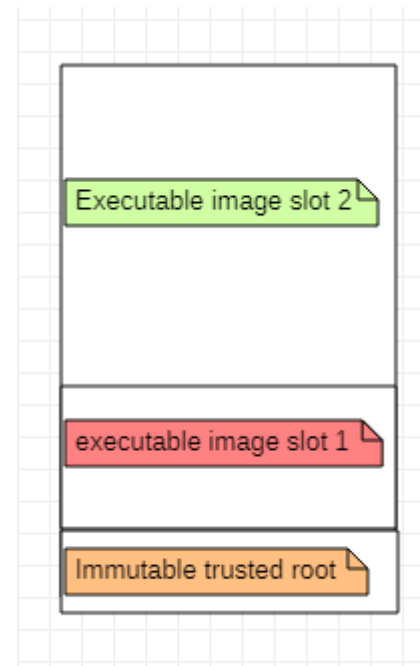 Executable image slot 2
executable image slot 1
Immutable trusted root